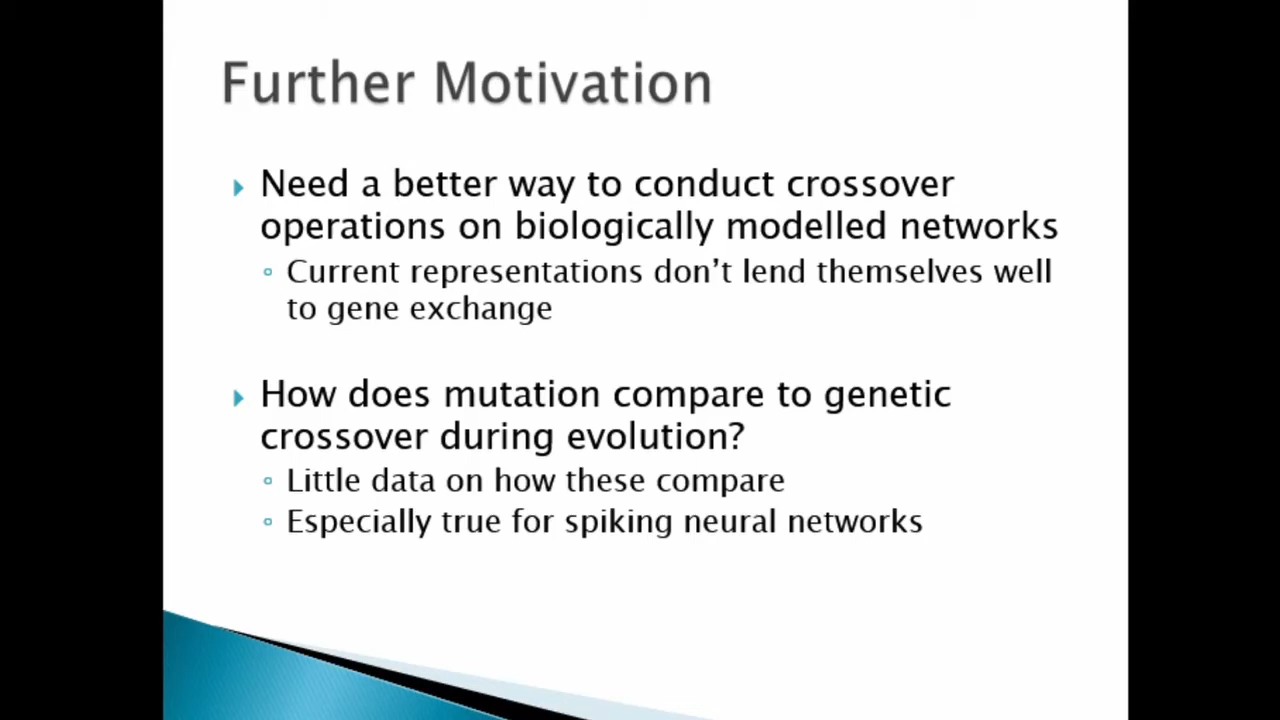 Further Motivation
Need a better way to conduct crossover
operations on biologically modelled networks
Current representations don’t lend themselves well
to gene exchange
How does mutation compare to genetic
crossover during evolution?
Little data on how these compare
Especially true for spiking neural networks